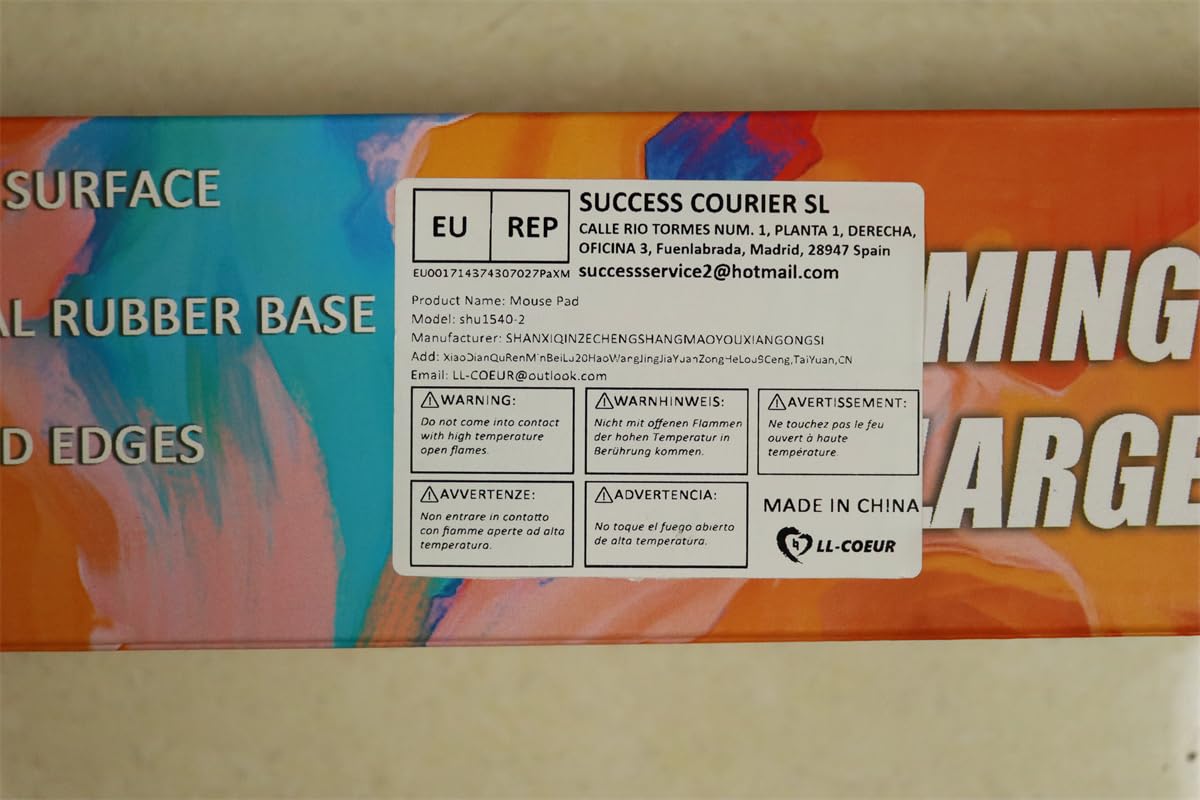 SURFACE
RUBBER BASE
EDGES
EU REP
EU001714374307027PaXM
SUCCESS COURIER SL
CALLE RIO TORMES NUM. 1, PLANTA 1, DERECHA,
OFICINA 3, Fuenlabrada, Madrid, 28947 Spain
successservice2@hotmail.com
Product Name: Mouse Pad
Model: shu1540-2
Manufacturer: SHANXIQINZECHENGSHANGMAOYOUXIANGONGSI
Add: XiaoDianQuRenMinBeiLu20HaoWangJingJiaYuanZongHeLou9Ceng,TaiYuan,CN
Email: LL-COEUR@outlook.com
⚠WARNING:
Do not come into contact
with high temperature
open flames.
⚠WARNHINWEIS:
Nicht mit offenen Flammen
der hohen Temperatur in
Berührung kommen.
⚠AVERTISSEMENT:
Ne touchez pas le feu
ouvert à haute
température.
⚠AVVERTENZE:
Non entrare in contatto
con fiamme aperte ad alta
temperatura.
⚠ADVERTENCIA:
No toque el fuego abierto
de alta temperatura.
MADE IN CHINA
LL-COEUR
MING
LARGE